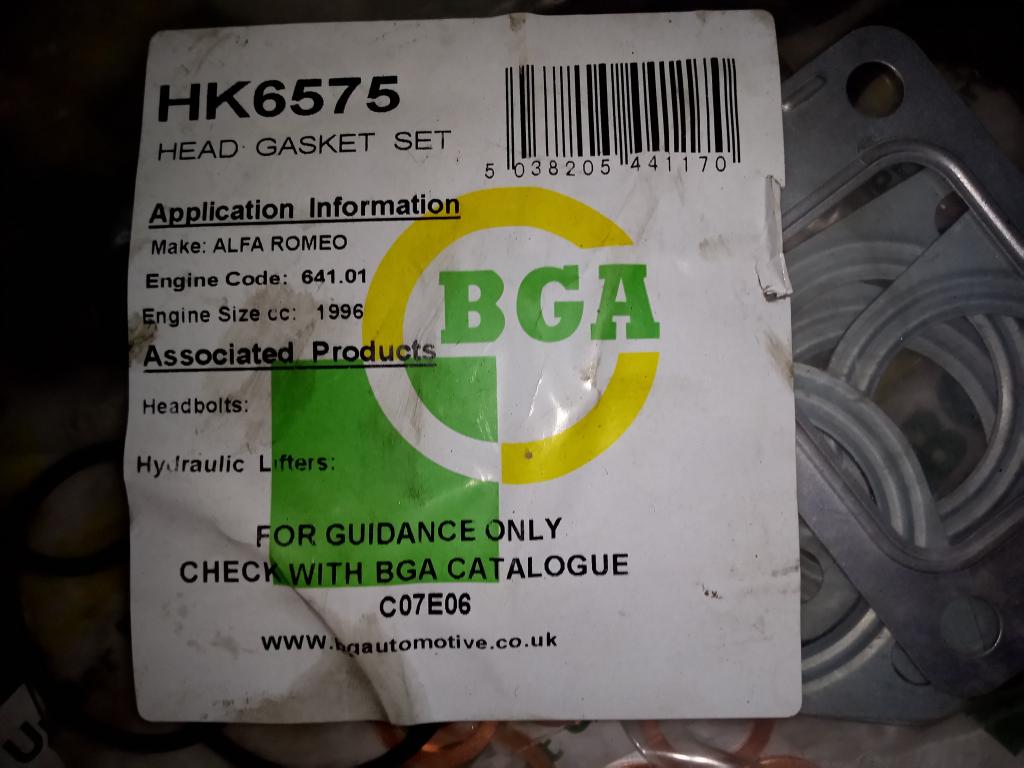 HK6575
HEAD GASKET SET
5 038205 441170
Application Information
Make: ALFA ROMEO
Engine Code: 641.01
Engine Size cc: 1996
BGA
Associated Products
Headbolts:
Hydraulic Lifters:
FOR GUIDANCE ONLY
CHECK WITH BGA CATALOGUE
C07E06
www.bgautomotive.co.uk